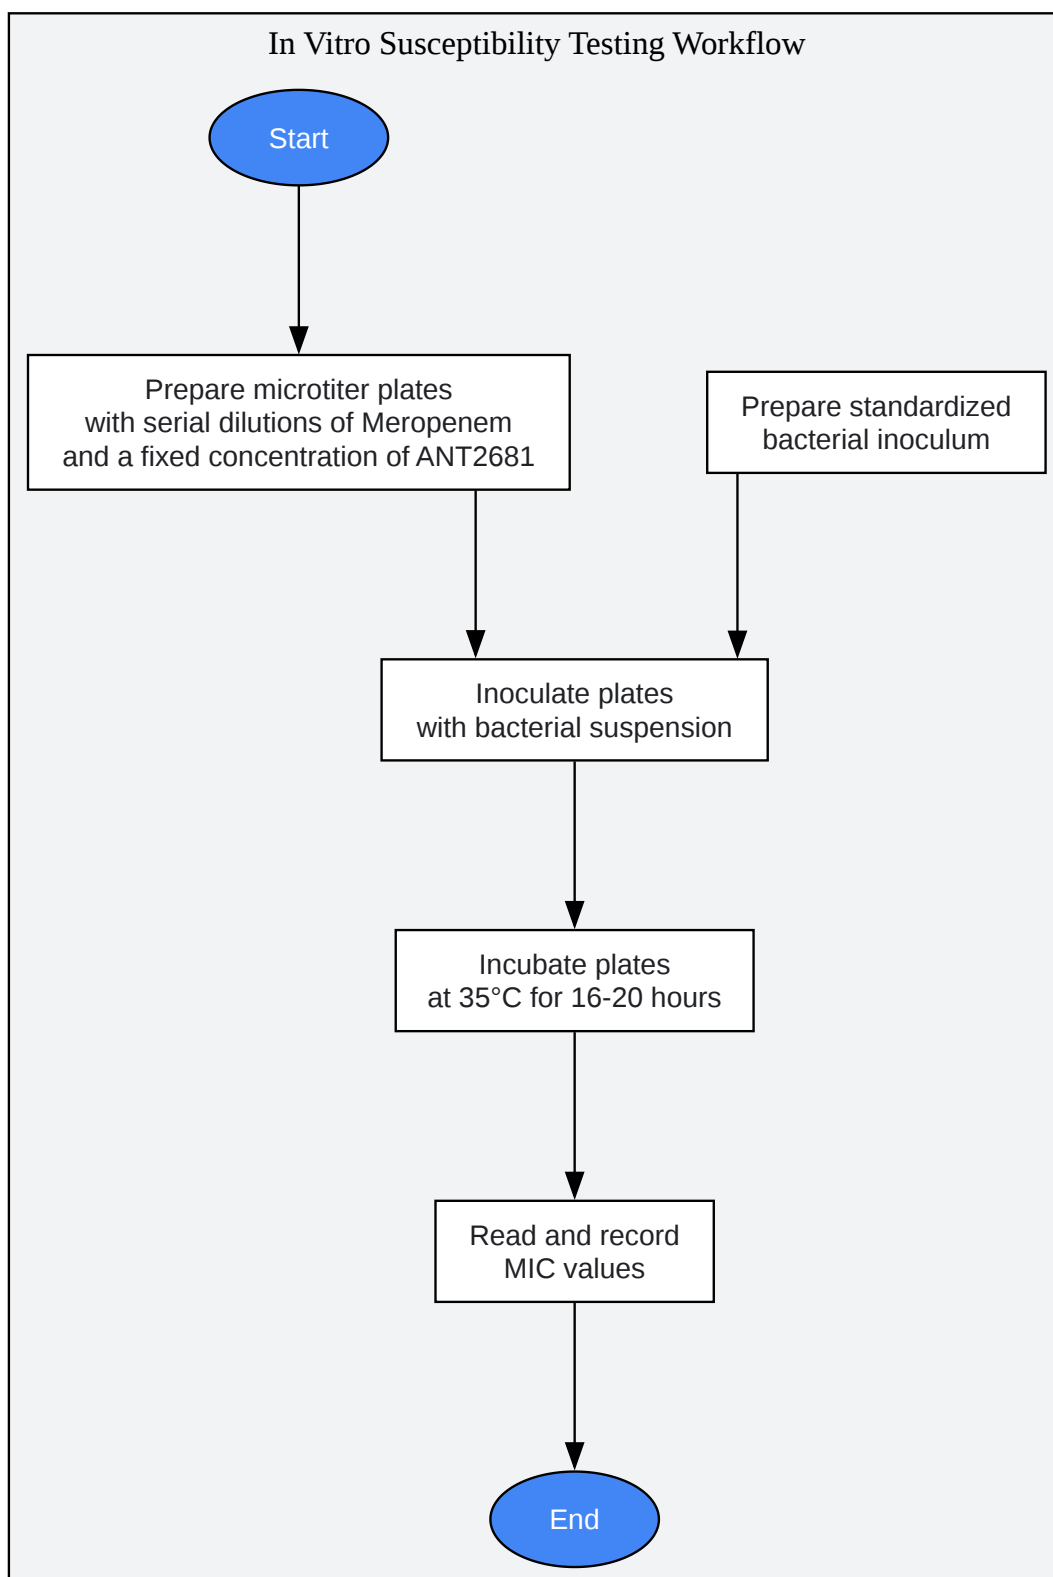 In Vitro Susceptibility Testing Workflow
Start
Prepare microtiter plates
with serial dilutions of Meropenem
and a fixed concentration of ANT2681
Prepare standardized
bacterial inoculum
Inoculate plates
with bacterial suspension
Incubate plates
at 35°C for 16-20 hours
Read and record
MIC values
End